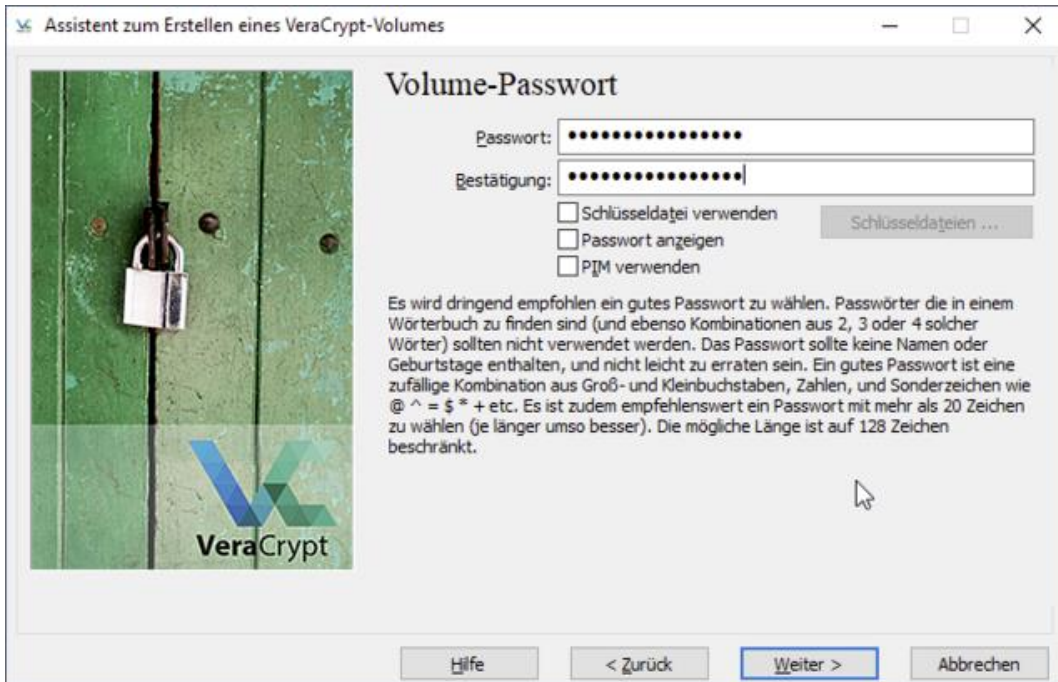 Assistent zum Erstellen eines VeraCrypt-Volumes
Volume-Passwort
Passwort: ••••••••••••••••
Bestätigung: ••••••••••••••••
Schlüsseldatei verwenden
Schlüsseldateien ...
Passwort anzeigen
PIM verwenden
Es wird dringend empfohlen ein gutes Passwort zu wählen. Passwörter die in einem
Wörterbuch zu finden sind (und ebenso Kombinationen aus 2, 3 oder 4 solcher
Wörter) sollten nicht verwendet werden. Das Passwort sollte keine Namen oder
Geburtstage enthalten, und nicht leicht zu erraten sein. Ein gutes Passwort ist eine
zufällige Kombination aus Groß- und Kleinbuchstaben, Zahlen, und Sonderzeichen wie
@ ^ = $ * + etc. Es ist zudem empfehlenswert ein Passwort mit mehr als 20 Zeichen
zu wählen (je länger umso besser). Die mögliche Länge ist auf 128 Zeichen
beschränkt.
VeraCrypt
Hilfe
< Zurück
Weiter >
Abbrechen